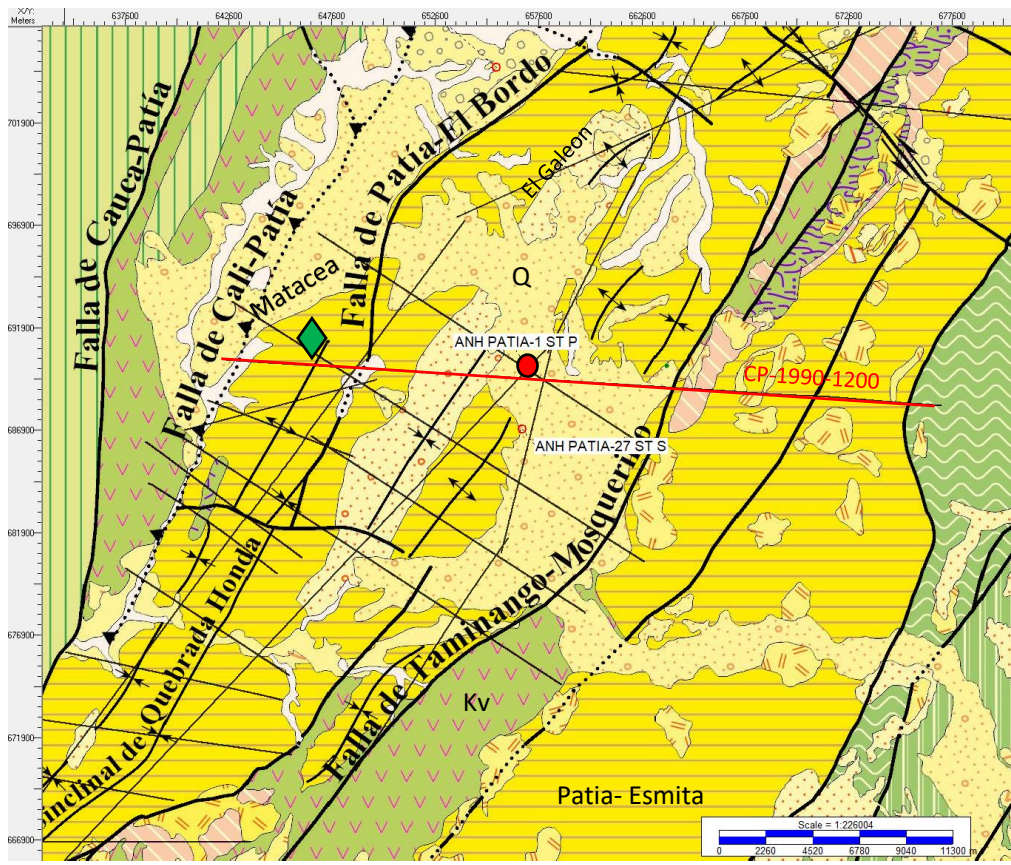 X/Y:
Meters
637600 642600 647600 652600 657600 662600 667600 672600 677600
701900
696900
691900
686900
681900
676900
671900
666900
Falla de Cauca-Patía
Falla de Cali-Patía
Matacea
Falla de Patía-El Bordo
El Galeon
Q
ANH PATIA-1 ST P
CP-1990-1200
ANH PATIA-27 ST S
Falla de Taminango-Mosquerillo
Sinclinal de Quebrada Honda
Kv
Patia- Esmita
Scale = 1:226004
0 2260 4520 6780 9040 11300 m